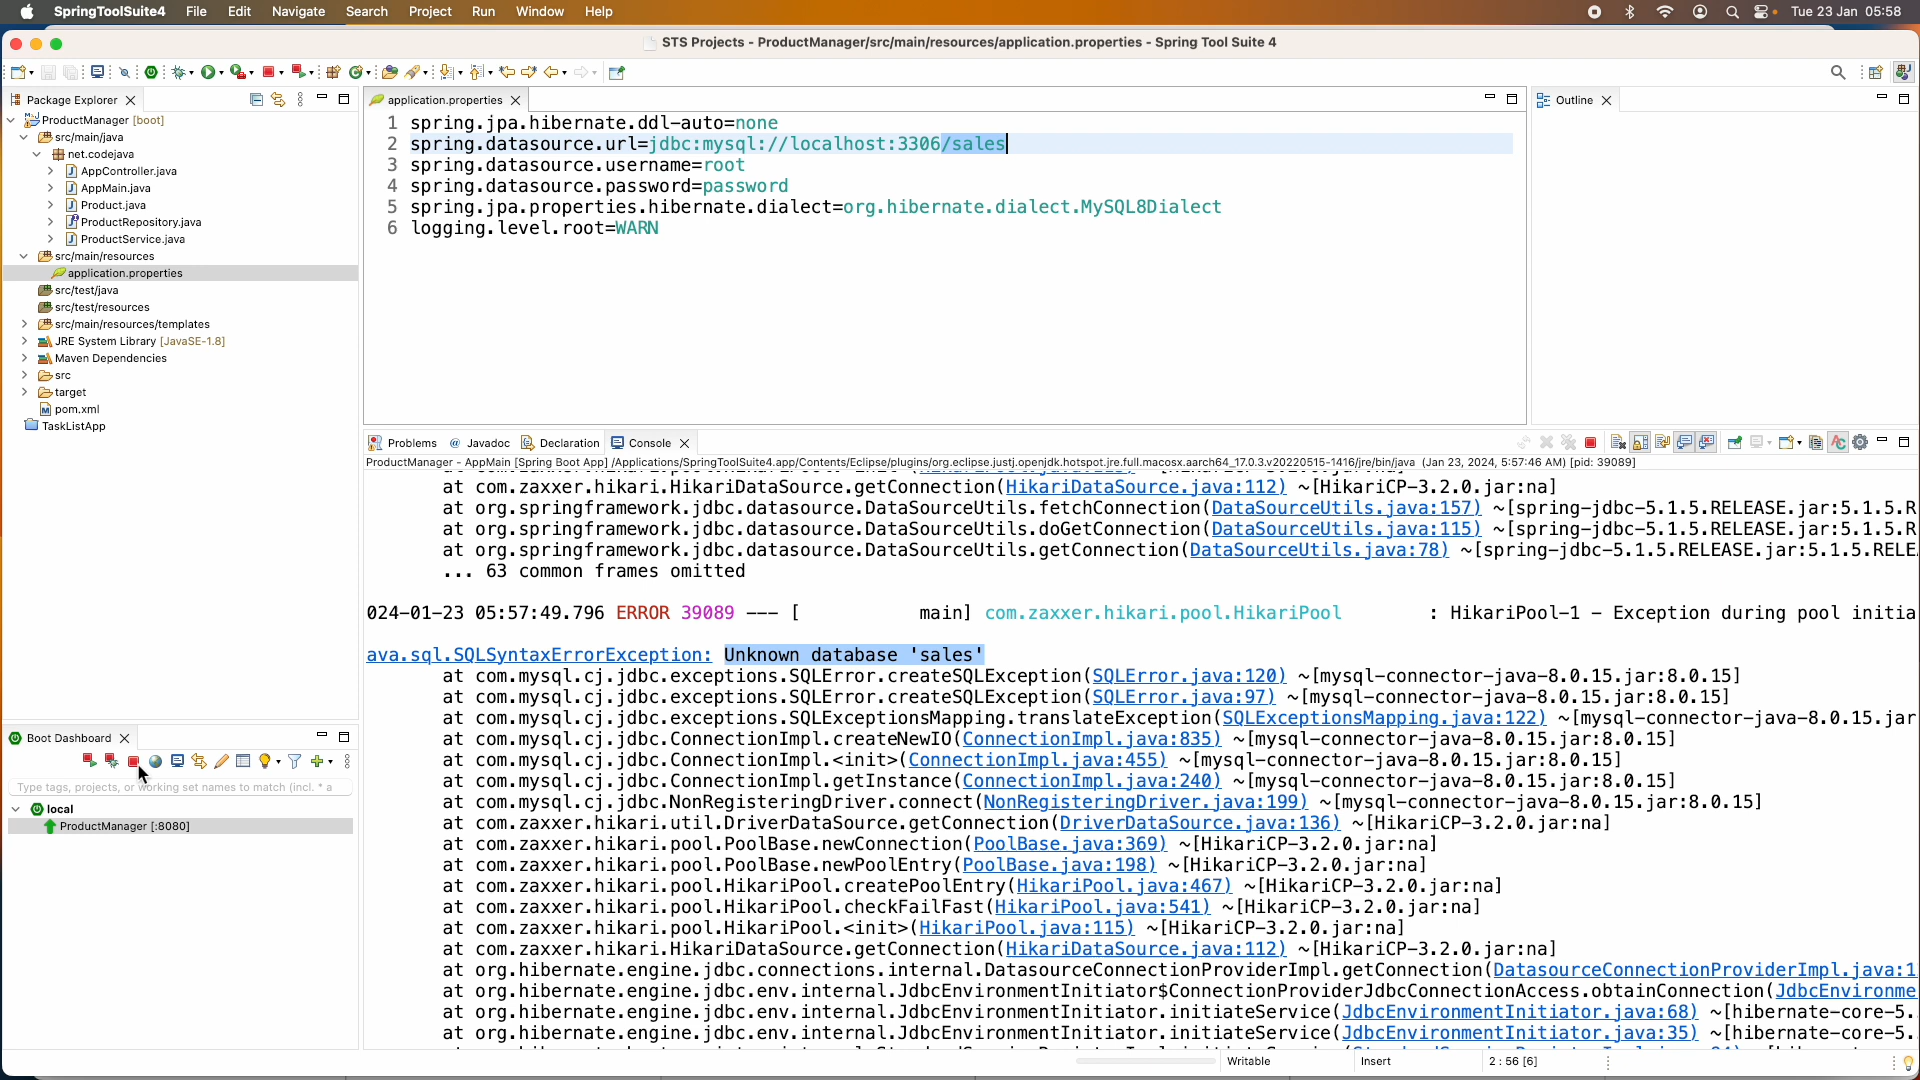 SpringToolSuite4 File Edit Navigate Search Project Run Window Help Tue 23 Jan 05:58
STS Projects - ProductManager/src/main/resources/application.properties - Spring Tool Suite 4
Package Explorer
ProductManager [boot]
src/main/java
net.codejava
AppController.java
AppMain.java
Product.java
ProductRepository.java
ProductService.java
src/main/resources
application.properties
src/test/java
src/test/resources
src/main/resources/templates
JRE System Library [JavaSE-1.8]
Maven Dependencies
src
target
pom.xml
TaskListApp
application.properties
1 spring.jpa.hibernate.ddl-auto=none
2 spring.datasource.url=jdbc:mysql://localhost:3306/sales
3 spring.datasource.username=root
4 spring.datasource.password=password
5 spring.jpa.properties.hibernate.dialect=org.hibernate.dialect.MySQL8Dialect
6 logging.level.root=WARN
Outline
Problems @ Javadoc Declaration Console
ProductManager - AppMain [Spring Boot App] /Applications/SpringToolSuite4.app/Contents/Eclipse/plugins/org.eclipse.justj.openjdk.hotspot.jre.full.macosx.aarch64_17.0.3.v20220515-1416/jre/bin/java (Jan 23, 2024, 5:57:46 AM) [pid: 39089]
at com.zaxxer.hikari.HikariDataSource.getConnection(HikariDataSource.java:112) ~[HikariCP-3.2.0.jar:na]
at org.springframework.jdbc.datasource.DataSourceUtils.fetchConnection(DataSourceUtils.java:157) ~[spring-jdbc-5.1.5.RELEASE.jar:5.1.5.R
at org.springframework.jdbc.datasource.DataSourceUtils.doGetConnection(DataSourceUtils.java:115) ~[spring-jdbc-5.1.5.RELEASE.jar:5.1.5.R
at org.springframework.jdbc.datasource.DataSourceUtils.getConnection(DataSourceUtils.java:78) ~[spring-jdbc-5.1.5.RELEASE.jar:5.1.5.RELE
... 63 common frames omitted
024-01-23 05:57:49.796 ERROR 39089 --- [ main] com.zaxxer.hikari.pool.HikariPool : HikariPool-1 - Exception during pool initia
ava.sql.SQLSyntaxErrorException: Unknown database 'sales'
at com.mysql.cj.jdbc.exceptions.SQLError.createSQLException(SQLError.java:120) ~[mysql-connector-java-8.0.15.jar:8.0.15]
at com.mysql.cj.jdbc.exceptions.SQLError.createSQLException(SQLError.java:97) ~[mysql-connector-java-8.0.15.jar:8.0.15]
at com.mysql.cj.jdbc.exceptions.SQLExceptionsMapping.translateException(SQLExceptionsMapping.java:122) ~[mysql-connector-java-8.0.15.jar
at com.mysql.cj.jdbc.ConnectionImpl.createNewIO(ConnectionImpl.java:835) ~[mysql-connector-java-8.0.15.jar:8.0.15]
at com.mysql.cj.jdbc.ConnectionImpl.<init>(ConnectionImpl.java:455) ~[mysql-connector-java-8.0.15.jar:8.0.15]
at com.mysql.cj.jdbc.ConnectionImpl.getInstance(ConnectionImpl.java:240) ~[mysql-connector-java-8.0.15.jar:8.0.15]
at com.mysql.cj.jdbc.NonRegisteringDriver.connect(NonRegisteringDriver.java:199) ~[mysql-connector-java-8.0.15.jar:8.0.15]
at com.zaxxer.hikari.util.DriverDataSource.getConnection(DriverDataSource.java:136) ~[HikariCP-3.2.0.jar:na]
at com.zaxxer.hikari.pool.PoolBase.newConnection(PoolBase.java:369) ~[HikariCP-3.2.0.jar:na]
at com.zaxxer.hikari.pool.PoolBase.newPoolEntry(PoolBase.java:198) ~[HikariCP-3.2.0.jar:na]
at com.zaxxer.hikari.pool.HikariPool.createPoolEntry(HikariPool.java:467) ~[HikariCP-3.2.0.jar:na]
at com.zaxxer.hikari.pool.HikariPool.checkFailFast(HikariPool.java:541) ~[HikariCP-3.2.0.jar:na]
at com.zaxxer.hikari.pool.HikariPool.<init>(HikariPool.java:115) ~[HikariCP-3.2.0.jar:na]
at com.zaxxer.hikari.HikariDataSource.getConnection(HikariDataSource.java:112) ~[HikariCP-3.2.0.jar:na]
at org.hibernate.engine.jdbc.connections.internal.DatasourceConnectionProviderImpl.getConnection(DatasourceConnectionProviderImpl.java:1
at org.hibernate.engine.jdbc.env.internal.JdbcEnvironmentInitiator$ConnectionProviderJdbcConnectionAccess.obtainConnection(JdbcEnvironme
at org.hibernate.engine.jdbc.env.internal.JdbcEnvironmentInitiator.initiateService(JdbcEnvironmentInitiator.java:68) ~[hibernate-core-5.
at org.hibernate.engine.jdbc.env.internal.JdbcEnvironmentInitiator.initiateService(JdbcEnvironmentInitiator.java:35) ~[hibernate-core-5.
Boot Dashboard
Type tags, projects, or working set names to match (incl. * a
local
ProductManager [:8080]
Writable Insert 2 : 56 [6]